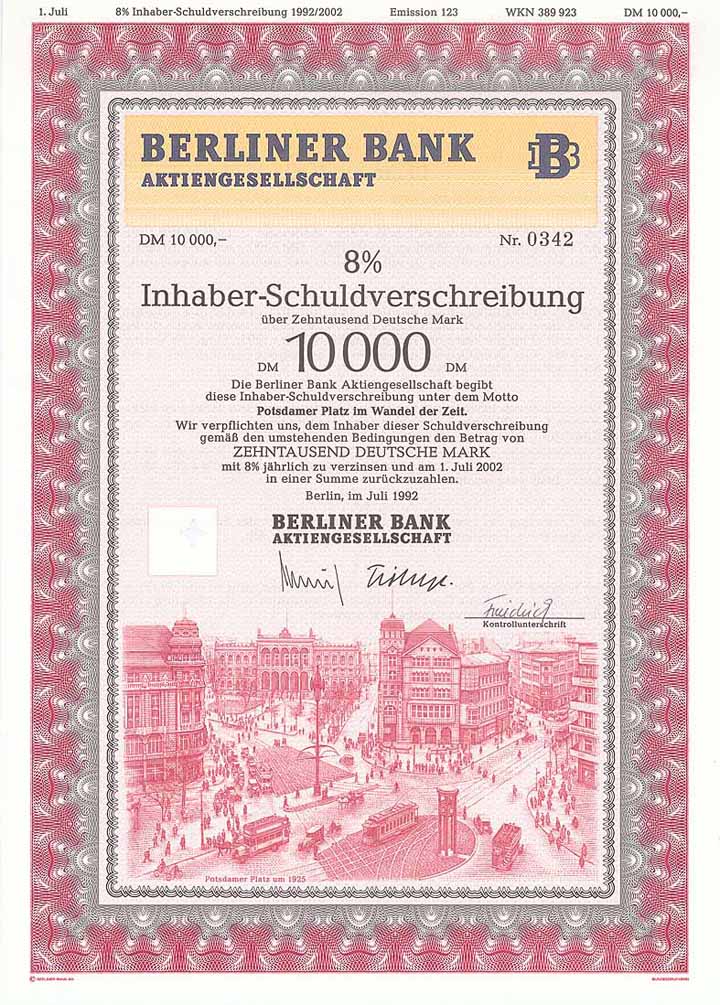 1. Juli 8% Inhaber-Schuldverschreibung 1992/2002 Emission 123 WKN 389 923 DM 10 000,–
BERLINER BANK
AKTIENGESELLSCHAFT
DM 10 000,– Nr. 0342
8%
Inhaber-Schuldverschreibung
über Zehntausend Deutsche Mark
DM 10 000 DM
Die Berliner Bank Aktiengesellschaft begibt
diese Inhaber-Schuldverschreibung unter dem Motto
Potsdamer Platz im Wandel der Zeit.
Wir verpflichten uns, dem Inhaber dieser Schuldverschreibung
gemäß den umstehenden Bedingungen den Betrag von
ZEHNTAUSEND DEUTSCHE MARK
mit 8% jährlich zu verzinsen und am 1. Juli 2002
in einer Summe zurückzuzahlen.
Berlin, im Juli 1992
BERLINER BANK
AKTIENGESELLSCHAFT
Friedrich
Kontrollunterschrift
Potsdamer Platz um 1925
© BERLINER BANK AG